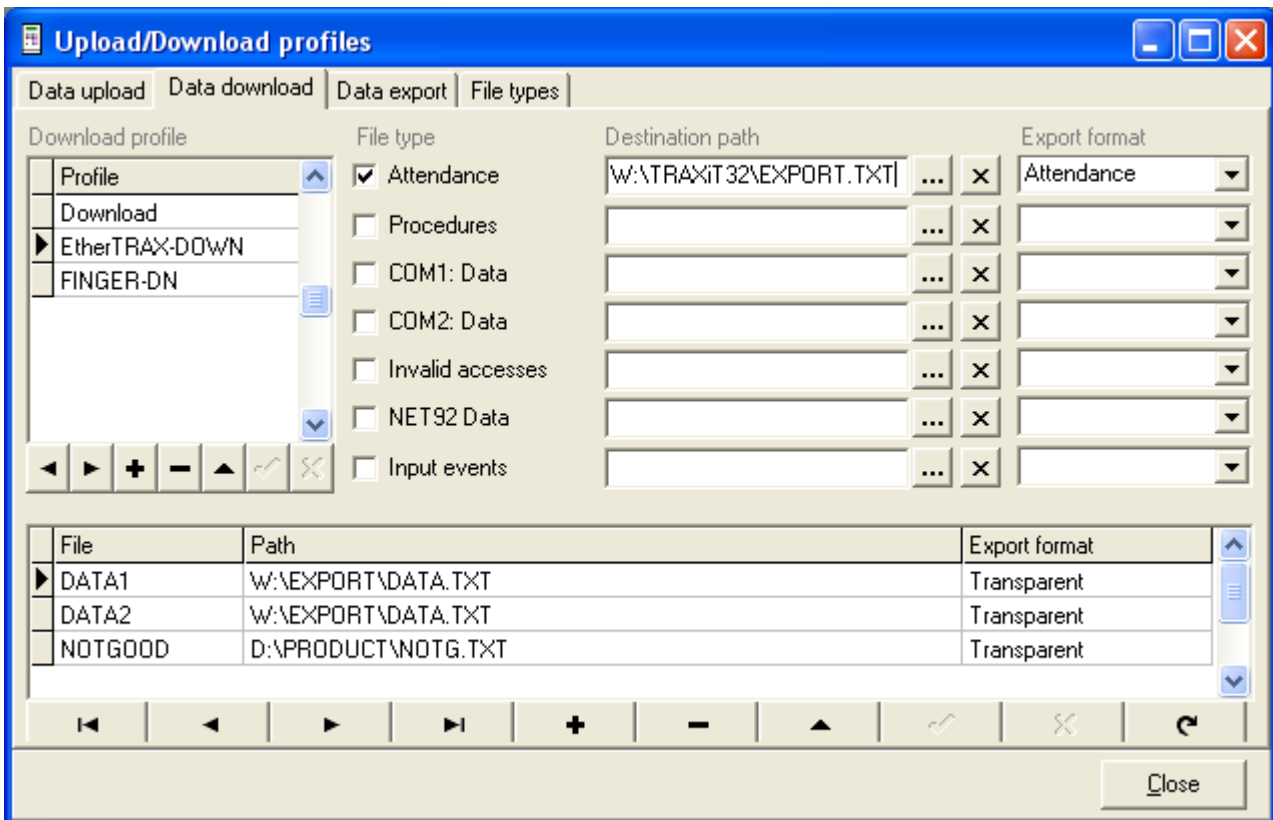 Upload/Download profiles
Data upload
Data download
Data export
File types
Download profile
File type
Destination path
Export format
Profile
Download
EtherTRAX-DOWN
FINGER-DN
Attendance
W:\TRAXiT32\EXPORT.TXT
...
Attendance
Procedures
...
COM1: Data
...
COM2: Data
...
Invalid accesses
...
NET92 Data
...
Input events
...
File Path Export format
DATA1 W:\EXPORT\DATA.TXT Transparent
DATA2 W:\EXPORT\DATA.TXT Transparent
NOTGOOD D:\PRODUCT\NOTG.TXT Transparent
Close